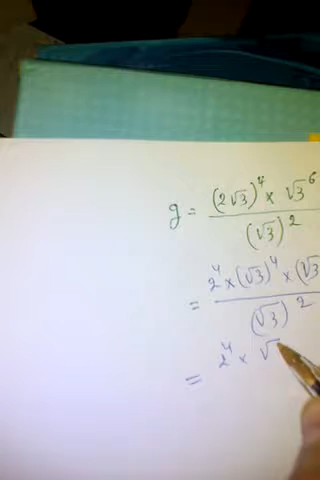 g = (2√3)⁴ × √3⁶ / (√3)²
= 2⁴ × (√3)⁴ × (√3 / (√3)²
= 2⁴ × √